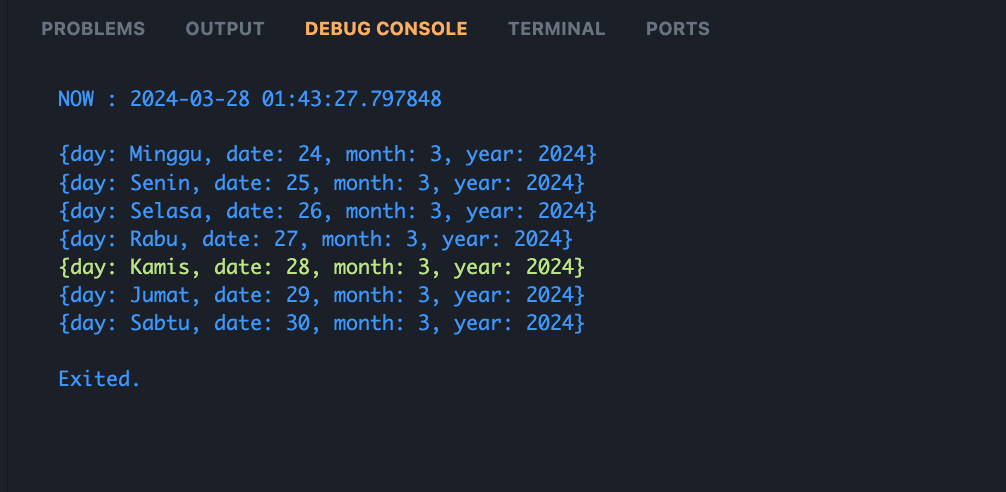 PROBLEMS OUTPUT DEBUG CONSOLE TERMINAL PORTS
NOW : 2024-03-28 01:43:27.797848
{day: Minggu, date: 24, month: 3, year: 2024}
{day: Senin, date: 25, month: 3, year: 2024}
{day: Selasa, date: 26, month: 3, year: 2024}
{day: Rabu, date: 27, month: 3, year: 2024}
{day: Kamis, date: 28, month: 3, year: 2024}
{day: Jumat, date: 29, month: 3, year: 2024}
{day: Sabtu, date: 30, month: 3, year: 2024}
Exited.